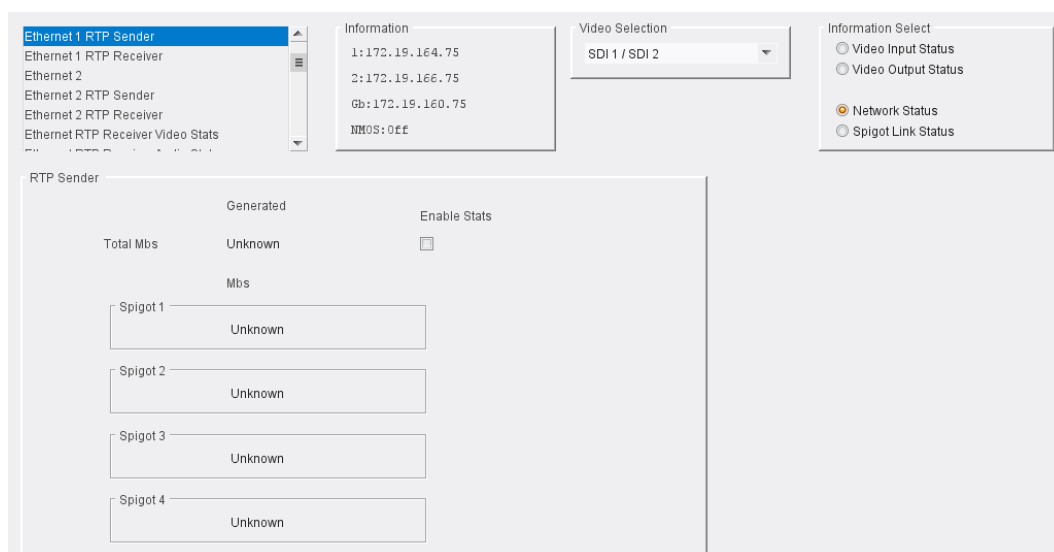 Ethernet 1 RTP Sender
Ethernet 1 RTP Receiver
Ethernet 2
Ethernet 2 RTP Sender
Ethernet 2 RTP Receiver
Ethernet RTP Receiver Video Stats
Information
1:172.19.164.75
2:172.19.166.75
Gb:172.19.160.75
NMOS:Off
Video Selection
SDI 1 / SDI 2
Information Select
Video Input Status
Video Output Status
Network Status
Spigot Link Status
RTP Sender
Generated
Enable Stats
Total Mbs
Unknown
Mbs
Spigot 1
Unknown
Spigot 2
Unknown
Spigot 3
Unknown
Spigot 4
Unknown